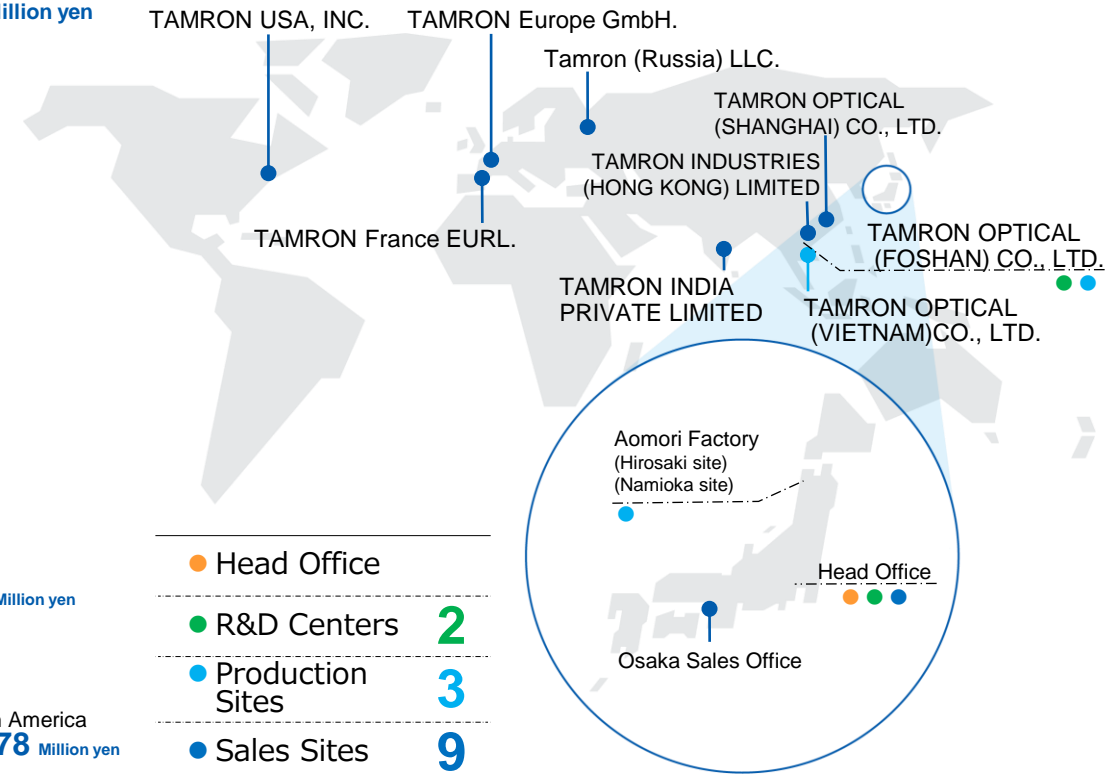 Million yen
TAMRON USA, INC.
TAMRON Europe GmbH.
Tamron (Russia) LLC.
TAMRON OPTICAL
(SHANGHAI) CO., LTD.
TAMRON INDUSTRIES
(HONG KONG) LIMITED
TAMRON France EURL.
TAMRON OPTICAL
(FOSHAN) CO., LTD.
TAMRON INDIA
PRIVATE LIMITED
TAMRON OPTICAL
(VIETNAM)CO., LTD.
Aomori Factory
(Hirosaki site)
(Namioka site)
Head Office
Osaka Sales Office
Head Office
R&D Centers 2
Production
Sites 3
Sales Sites 9
Million yen
America
78 Million yen